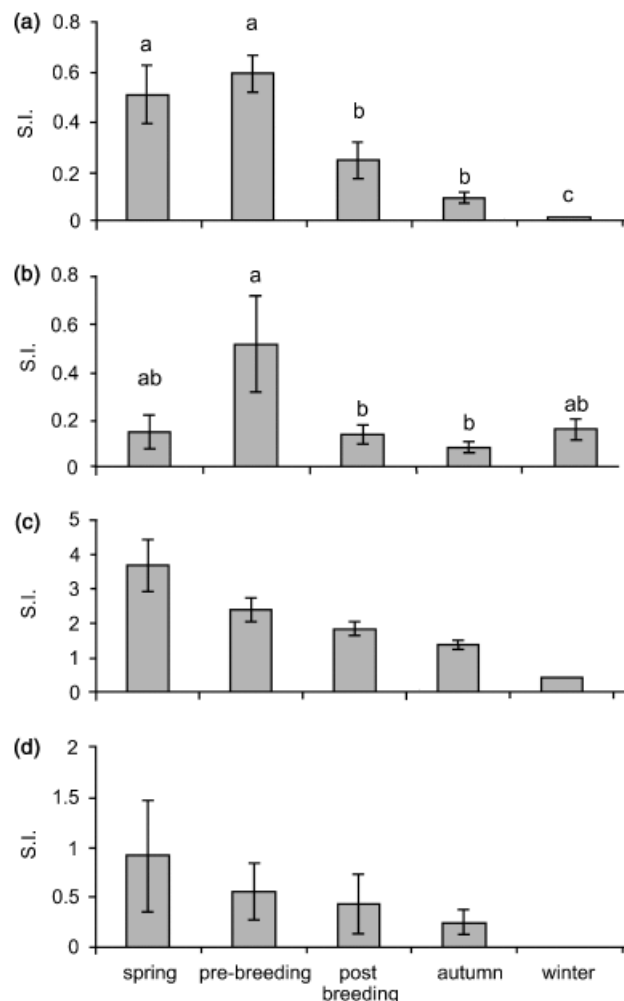 (a)
0.8
0.6
0.4
0.2
0
S.I.
a
a
b
b
c
(b)
0.8
0.6
0.4
0.2
0
S.I.
ab
a
b
b
ab
(c)
5
4
3
2
1
0
S.I.
(d)
2
1.5
1
0.5
0
S.I.
spring pre-breeding post autumn winter
breeding